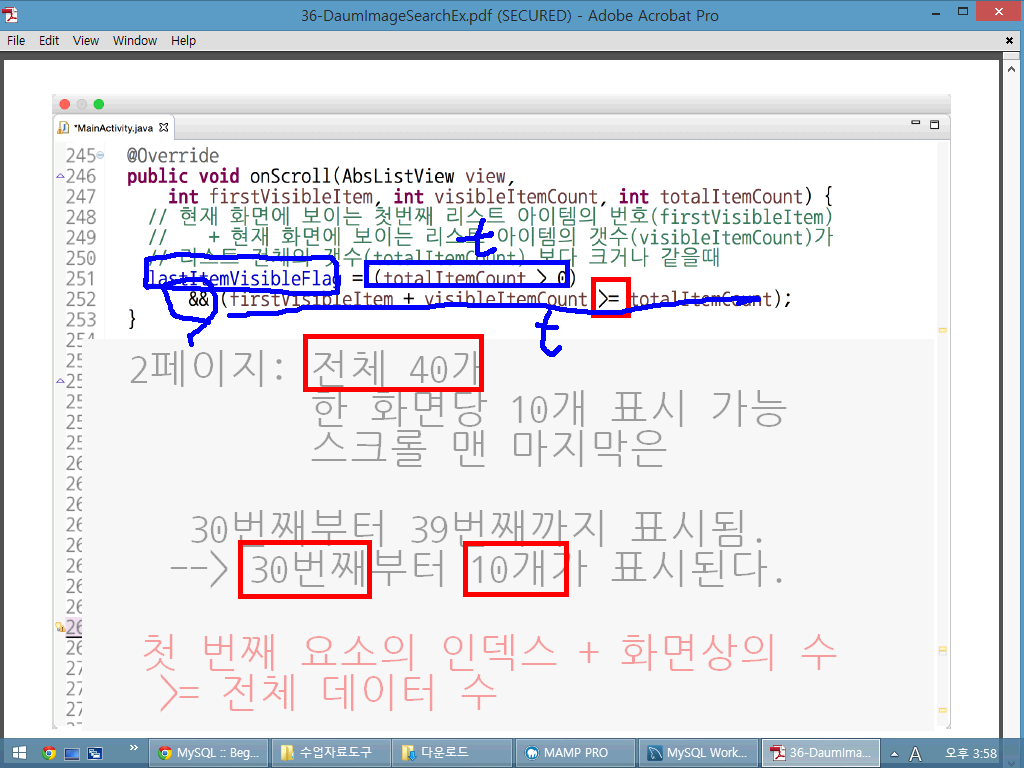 36-DaumImageSearchEx.pdf (SECURED) - Adobe Acrobat Pro
File Edit View Window Help
*MainActivity.java
245 @Override
246 public void onScroll(AbsListView view,
247 int firstVisibleItem, int visibleItemCount, int totalItemCount) {
248 // 현재 화면에 보이는 첫번째 리스트 아이템의 번호(firstVisibleItem)
249 // + 현재 화면에 보이는 리스트 아이템의 갯수(visibleItemCount)가
250 // 리스트 전체의 갯수(totalItemCount) 보다 크거나 같을때
251 lastItemVisibleFlag = (totalItemCount > 0)
252 && (firstVisibleItem + visibleItemCount >= totalItemCount);
253 }
t
t
2페이지: 전체 40개
한 화면당 10개 표시 가능
스크롤 맨 마지막은
30번째부터 39번째까지 표시됨.
--> 30번째부터 10개가 표시된다.
첫 번째 요소의 인덱스 + 화면상의 수
>= 전체 데이터 수
MySQL :: Beg... 수업자료도구 다운로드 MAMP PRO MySQL Work... 36-DaumIma... A 오후 3:58